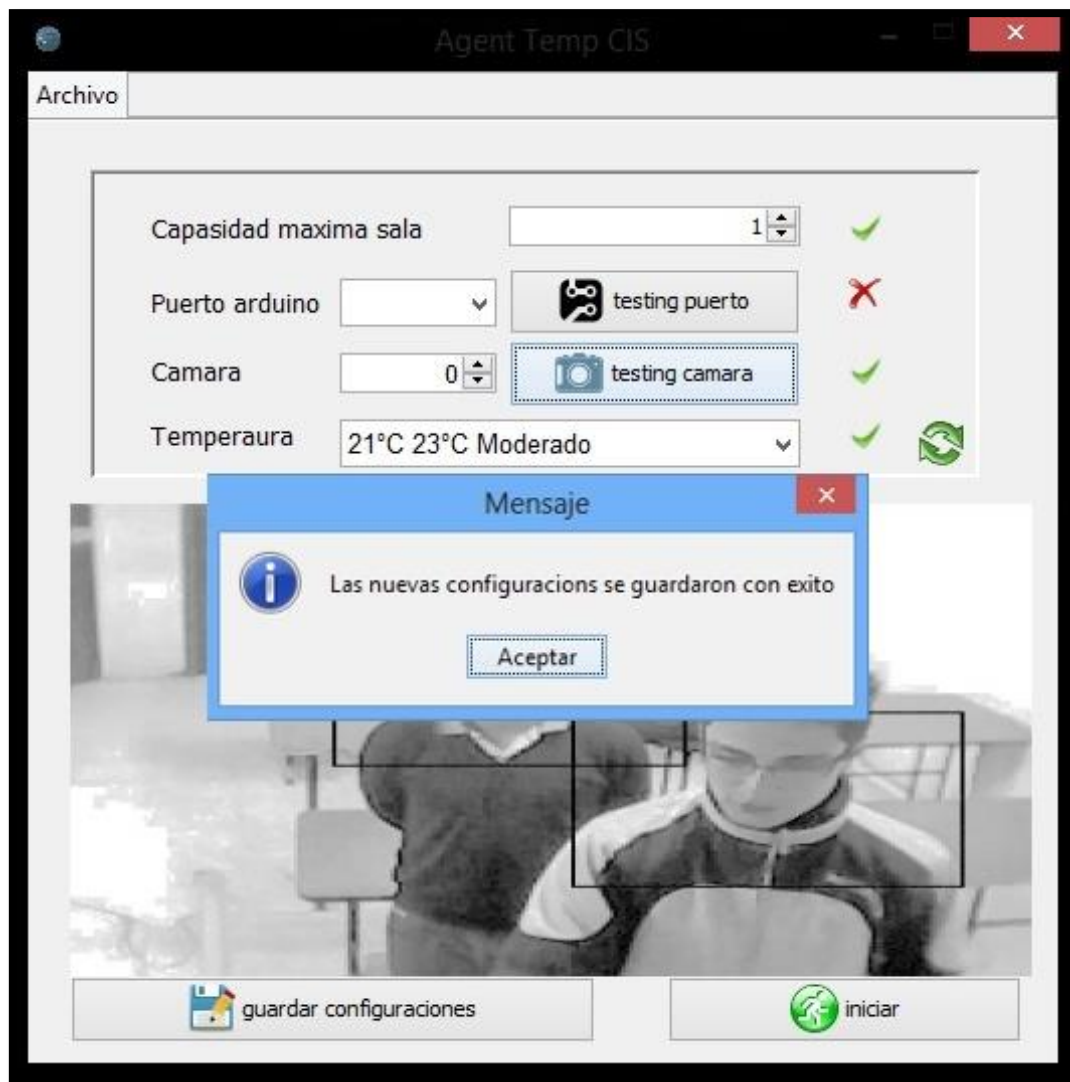 Agent Temp CIS
Archivo
Capasidad maxima sala 1
Puerto arduino testing puerto
Camara 0 testing camara
Temperaura 21°C 23°C Moderado
Mensaje
Las nuevas configuracions se guardaron con exito
Aceptar
guardar configuraciones iniciar